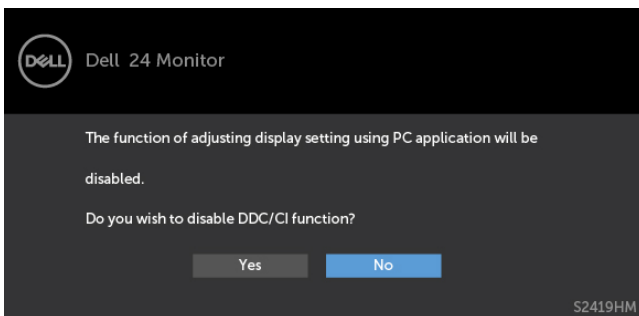 DELL
Dell 24 Monitor
The function of adjusting display setting using PC application will be
disabled.
Do you wish to disable DDC/CI function?
Yes No
S2419HM